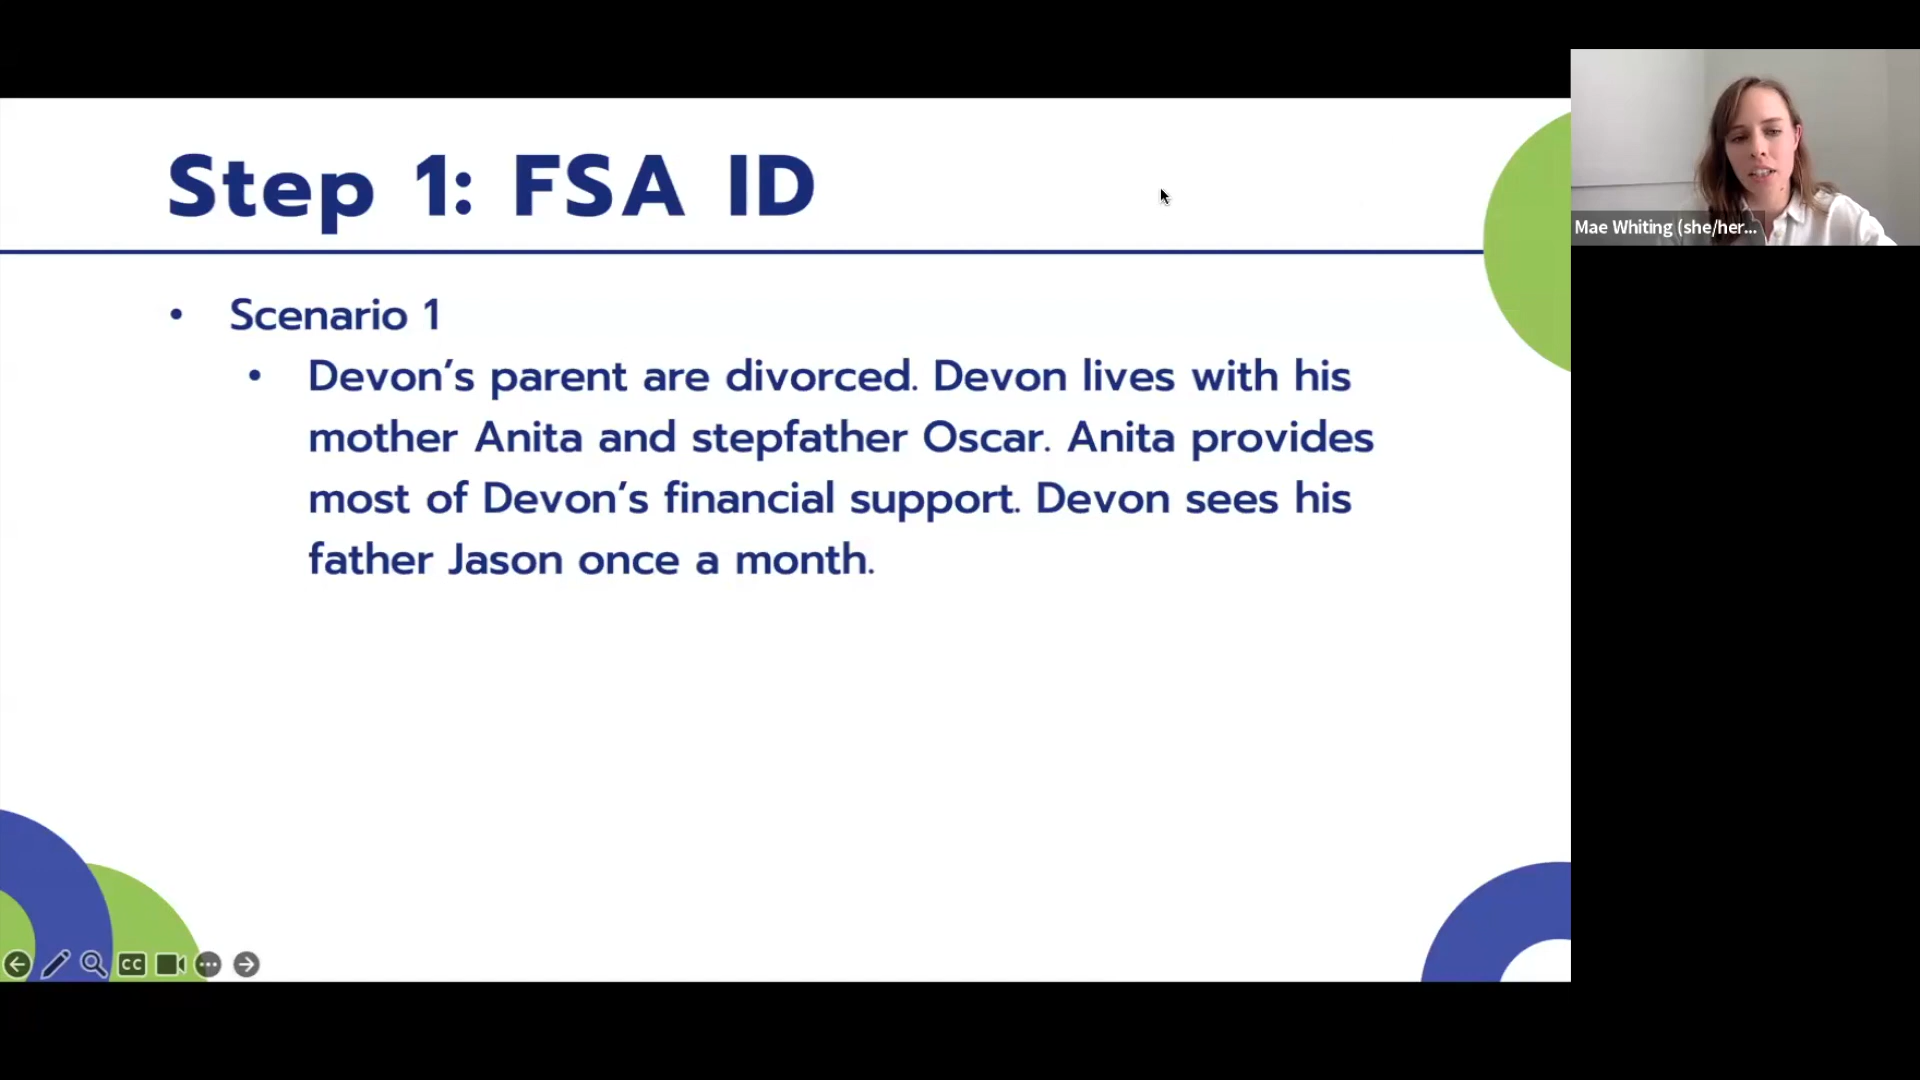 Step 1: FSA ID
Mae Whiting (she/her...
• Scenario 1
• Devon’s parent are divorced. Devon lives with his
mother Anita and stepfather Oscar. Anita provides
most of Devon’s financial support. Devon sees his
father Jason once a month.
CC